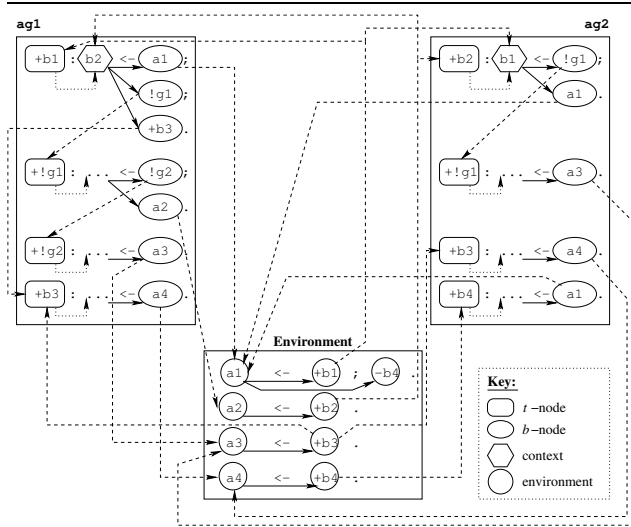 ag1
+b1 : b2 <- a1 ;
!g1 ;
+b3 .
+!g1 : ... <- !g2 ;
a2 .
+!g2 : ... <- a3 .
+b3 : ... <- a4 .
ag2
+b2 : b1 <- !g1 ;
a1 .
+!g1 : ... <- a3 .
+b3 : ... <- a4 .
+b4 : ... <- a1 .
Environment
a1 <- +b1 ; -b4 .
a2 <- +b2 .
a3 <- +b3 .
a4 <- +b4 .
Key:
t -node
b -node
context
environment